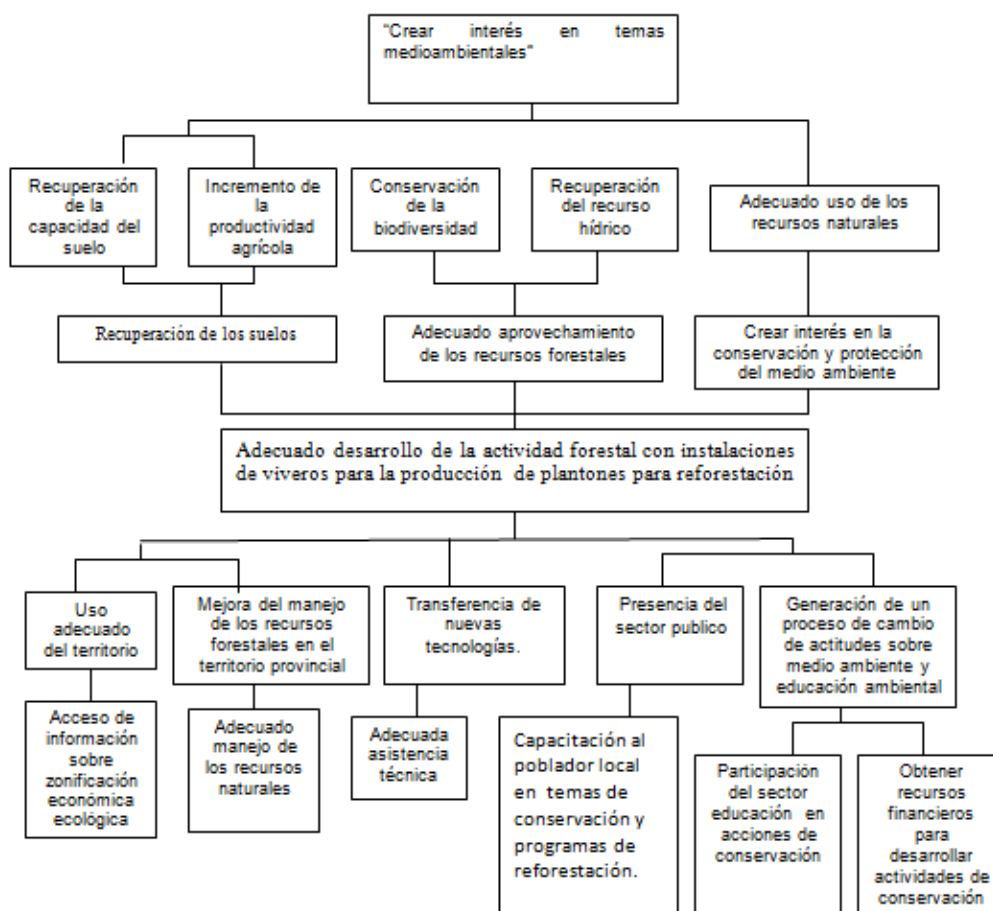 "Crear interés en temas
medioambientales"
Recuperación
de la
capacidad del
suelo
Incremento de
la
productividad
agrícola
Conservación
de la
biodiversidad
Recuperación
del recurso
hídrico
Adecuado uso de los
recursos naturales
Recuperación de los suelos
Adecuado aprovechamiento
de los recursos forestales
Crear interés en la
conservación y protección
del medio ambiente
Adecuado desarrollo de la actividad forestal con instalaciones
de viveros para la producción de plantones para reforestación
Uso
adecuado
del territorio
Mejora del manejo
de los recursos
forestales en el
territorio provincial
Transferencia de
nuevas
tecnologías.
Presencia del
sector publico
Generación de un
proceso de cambio
de actitudes sobre
medio ambiente y
educación ambiental
Acceso de
información
sobre
zonificación
económica
ecológica
Adecuado
manejo de
los recursos
naturales
Adecuada
asistencia
técnica
Capacitación al
poblador local
en temas de
conservación y
programas de
reforestación.
Participación
del sector
educación en
acciones de
conservación
Obtener
recursos
financieros
para
desarrollar
actividades de
conservación